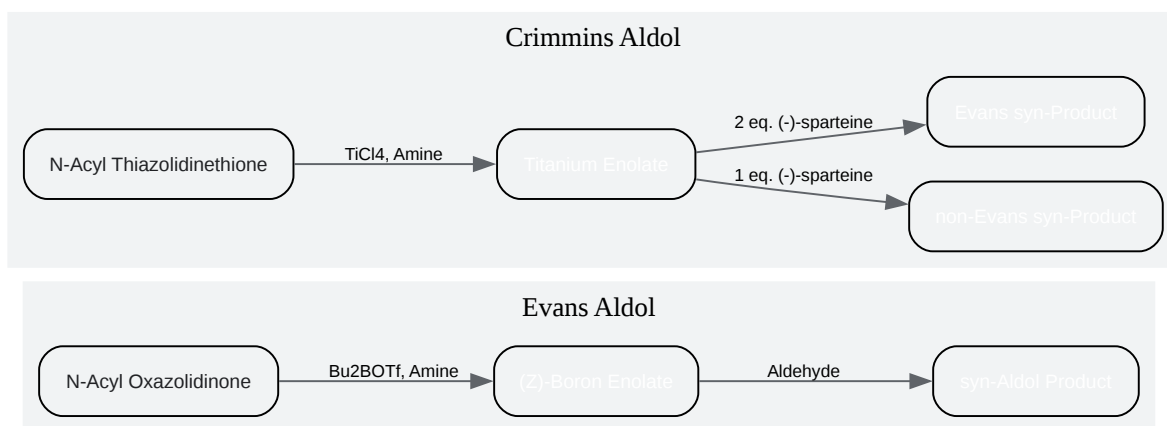 Crimmins Aldol
Evans syn-Product
2 eq. (-)-sparteine
N-Acyl Thiazolidinethione
TiCl4, Amine
Titanium Enolate
1 eq. (-)-sparteine
non-Evans syn-Product
Evans Aldol
N-Acyl Oxazolidinone
Bu2BOTf, Amine
(Z)-Boron Enolate
Aldehyde
syn-Aldol Product